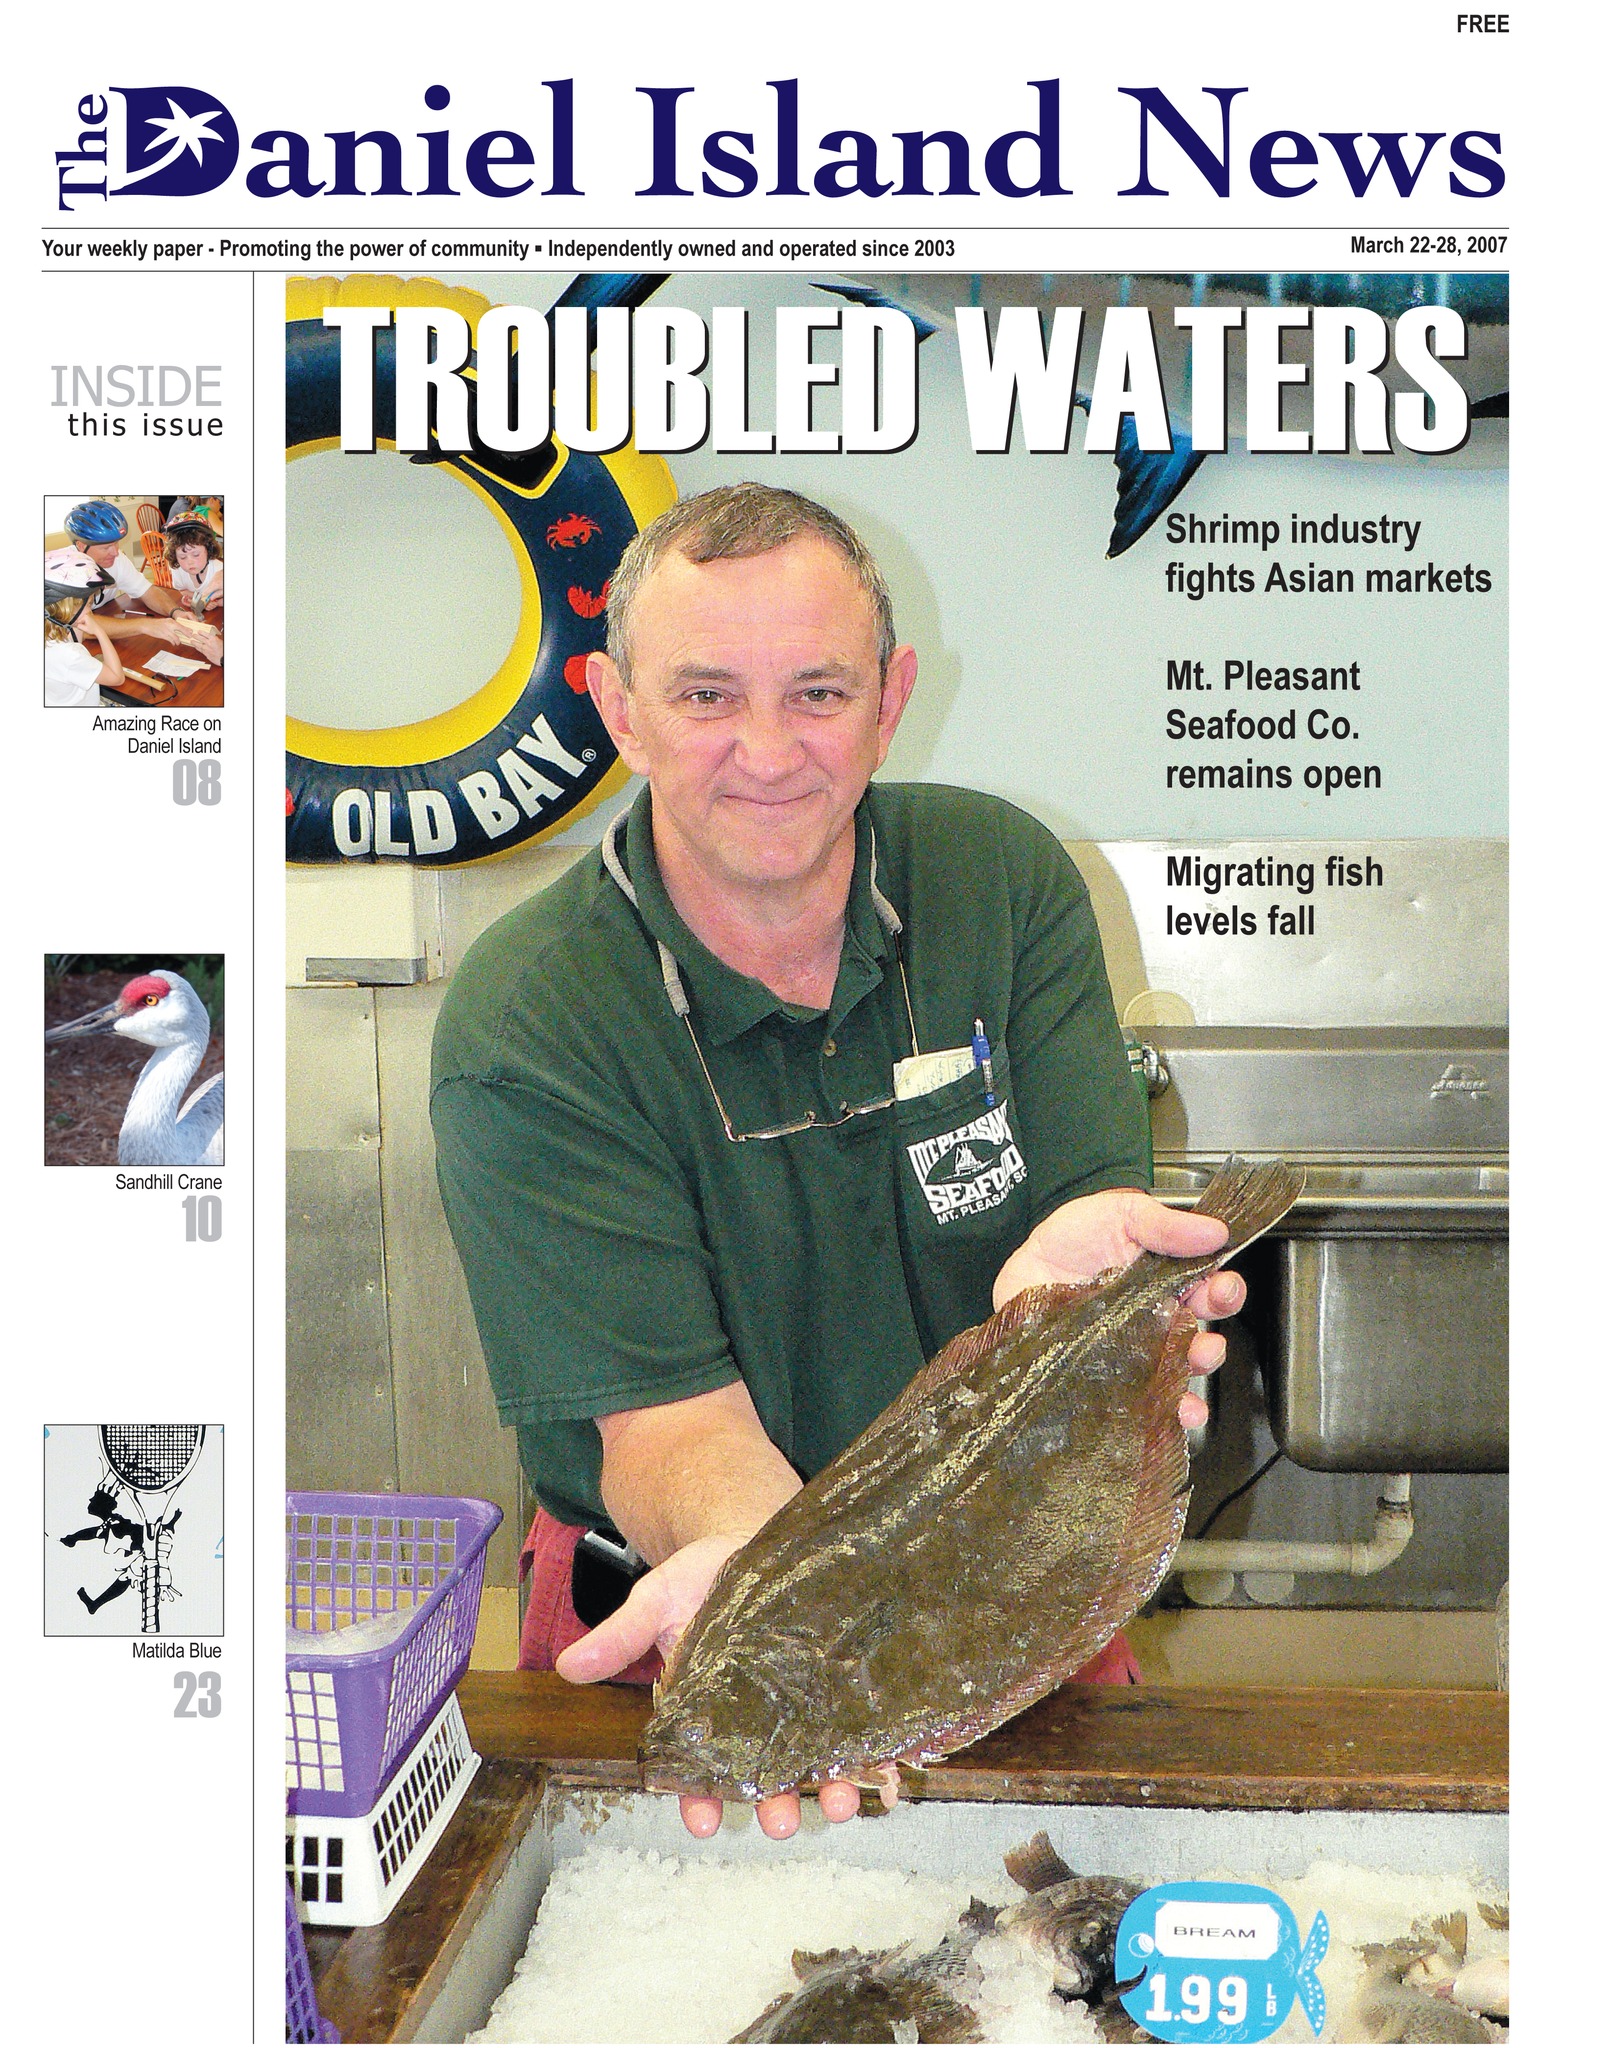 FREE
The Daniel Island News
Your weekly paper - Promoting the power of community ▪ Independently owned and operated since 2003
March 22-28, 2007
INSIDE
this issue
Amazing Race on
Daniel Island
08
Sandhill Crane
10
Matilda Blue
23
TROUBLED WATERS
Shrimp industry
fights Asian markets
Mt. Pleasant
Seafood Co.
remains open
Migrating fish
levels fall
OLD BAY®
MT. PLEASANT
SEAFOOD
MT. PLEASANT, SC
BREAM
1.99 LB